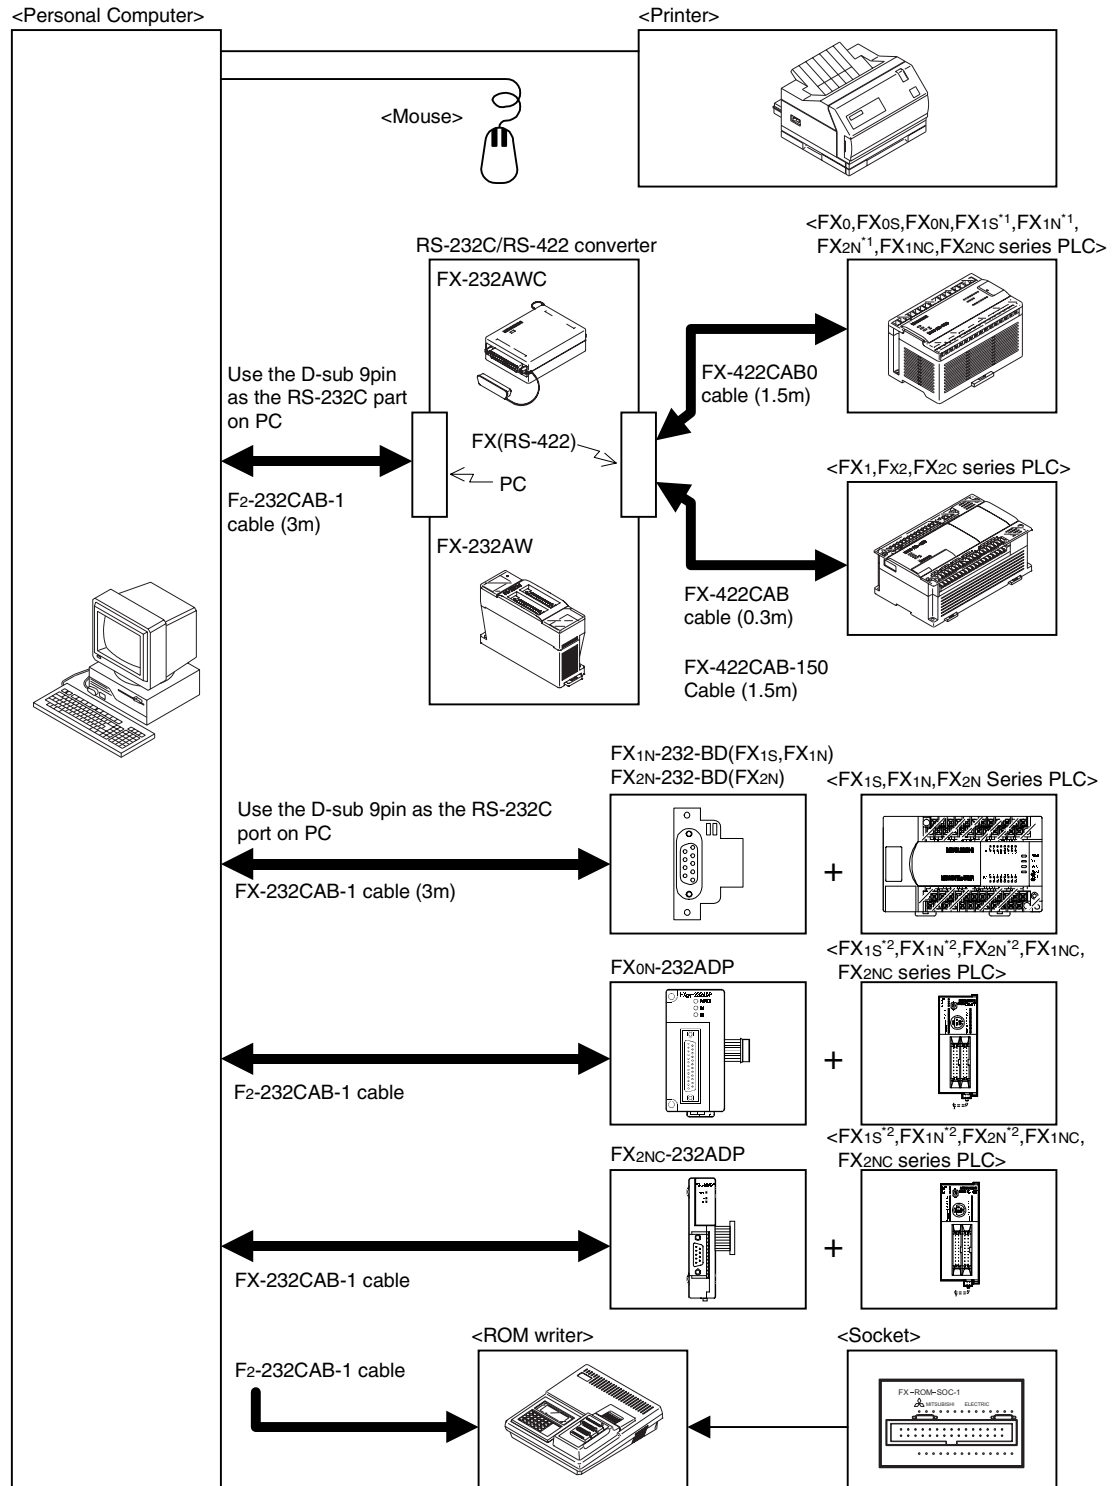 <Personal Computer>
<Printer>
<Mouse>
<FX0,FX0S,FX0N,FX1S*1,FX1N*1,
FX2N*1,FX1NC,FX2NC series PLC>
RS-232C/RS-422 converter
FX-232AWC
Use the D-sub 9pin
as the RS-232C part
on PC
FX-422CAB0
cable (1.5m)
FX(RS-422)
PC
<FX1,FX2,FX2C series PLC>
F2-232CAB-1
cable (3m)
FX-232AW
FX-422CAB
cable (0.3m)
FX-422CAB-150
Cable (1.5m)
FX1N-232-BD(FX1S,FX1N)
FX2N-232-BD(FX2N)
<FX1S,FX1N,FX2N Series PLC>
Use the D-sub 9pin as the RS-232C
port on PC
FX-232CAB-1 cable (3m)
+
<FX1S*2,FX1N*2,FX2N*2,FX1NC,
FX2NC series PLC>
FX0N-232ADP
F2-232CAB-1 cable
+
<FX1S*2,FX1N*2,FX2N*2,FX1NC,
FX2NC series PLC>
FX2NC-232ADP
FX-232CAB-1 cable
+
<ROM writer>
<Socket>
F2-232CAB-1 cable
FX-ROM-SOC-1
MITSUBISHI ELECTRIC